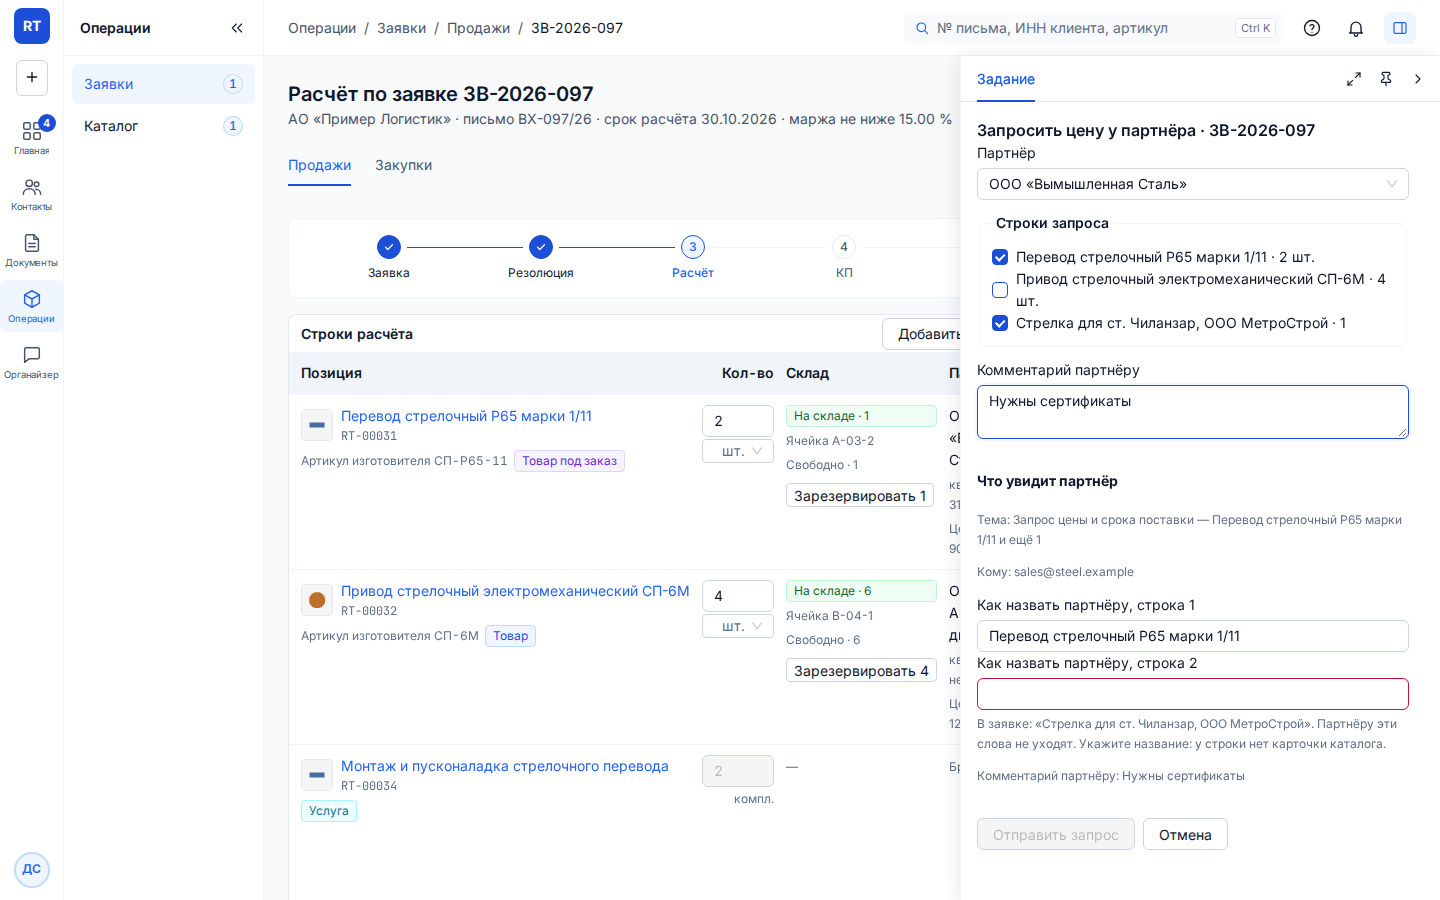 RT
Операции
Операции / Заявки / Продажи / ЗВ-2026-097
№ письма, ИНН клиента, артикул
Ctrl K
4
Главная
Контакты
Документы
Операции
Органайзер
ДС
Заявки
1
Каталог
1
Расчёт по заявке ЗВ-2026-097
АО «Пример Логистик» · письмо ВХ-097/26 · срок расчёта 30.10.2026 · маржа не ниже 15.00 %
Продажи
Закупки
Заявка
Резолюция
3
Расчёт
4
КП
Строки расчёта
Добавить
Позиция
Кол-во
Склад
Перевод стрелочный Р65 марки 1/11
RT-00031
Артикул изготовителя СП-Р65-11
Товар под заказ
2
шт.
На складе · 1
Ячейка A-03-2
Свободно · 1
Зарезервировать 1
Привод стрелочный электромеханический СП-6М
RT-00032
Артикул изготовителя СП-6М
Товар
4
шт.
На складе · 6
Ячейка B-04-1
Свободно · 6
Зарезервировать 4
Монтаж и пусконаладка стрелочного перевода
RT-00034
Услуга
2
компл.
—
Задание
Запросить цену у партнёра · ЗВ-2026-097
Партнёр
ООО «Вымышленная Сталь»
Строки запроса
Перевод стрелочный Р65 марки 1/11 · 2 шт.
Привод стрелочный электромеханический СП-6М · 4
шт.
Стрелка для ст. Чиланзар, ООО МетроСтрой · 1
Комментарий партнёру
Нужны сертификаты
Что увидит партнёр
Тема: Запрос цены и срока поставки — Перевод стрелочный Р65 марки
1/11 и ещё 1
Кому: sales@steel.example
Как назвать партнёру, строка 1
Перевод стрелочный Р65 марки 1/11
Как назвать партнёру, строка 2
В заявке: «Стрелка для ст. Чиланзар, ООО МетроСтрой». Партнёру эти
слова не уходят. Укажите название: у строки нет карточки каталога.
Комментарий партнёру: Нужны сертификаты
Отправить запрос
Отмена